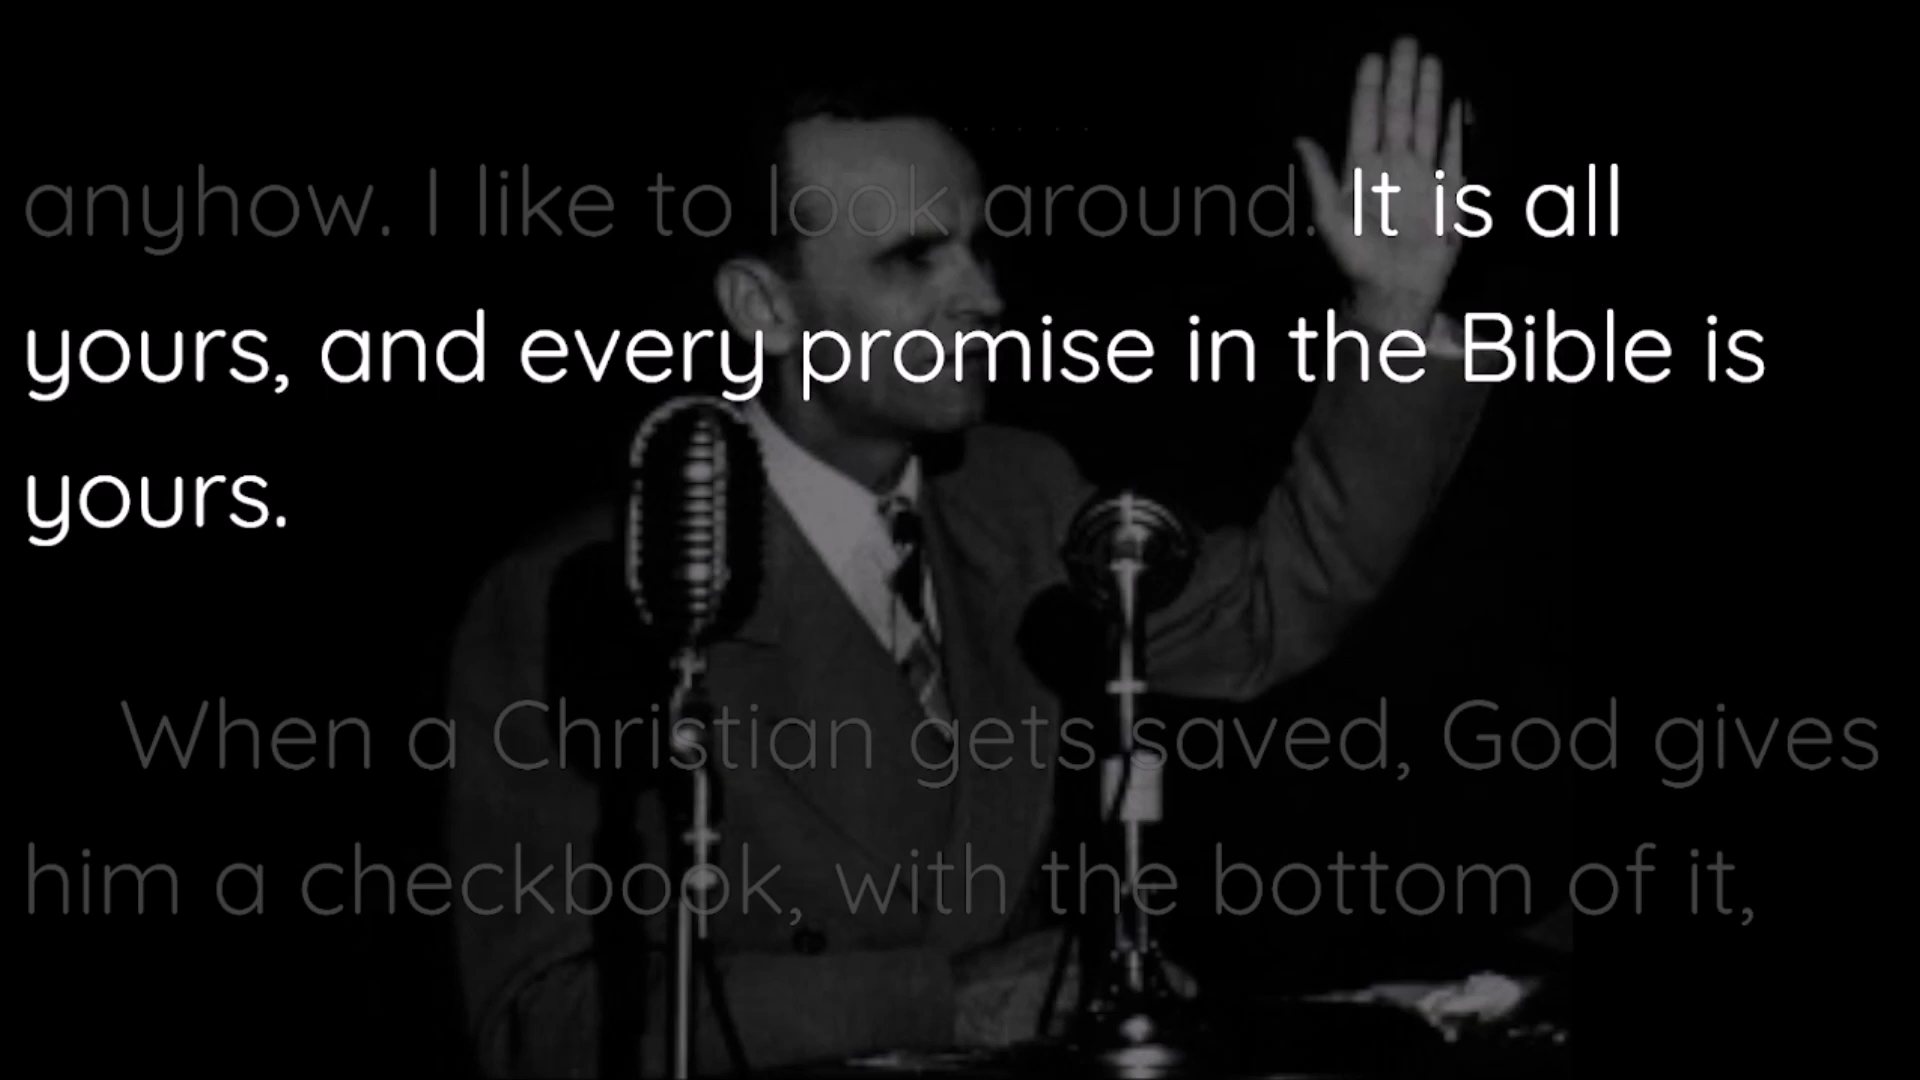 anyhow. I like to look around. It is all
yours, and every promise in the Bible is
yours.
When a Christian gets saved, God gives
him a checkbook, with the bottom of it,